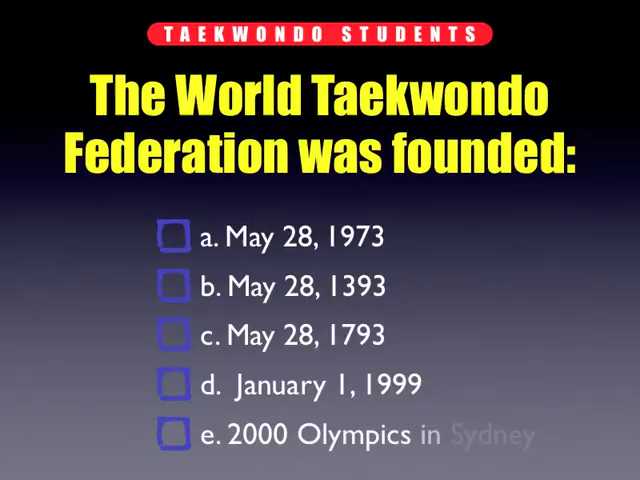 TAEKWONDO STUDENTS
The World Taekwondo
Federation was founded:
a. May 28, 1973
b. May 28, 1393
c. May 28, 1793
d. January 1, 1999
e. 2000 Olympics in Sydney